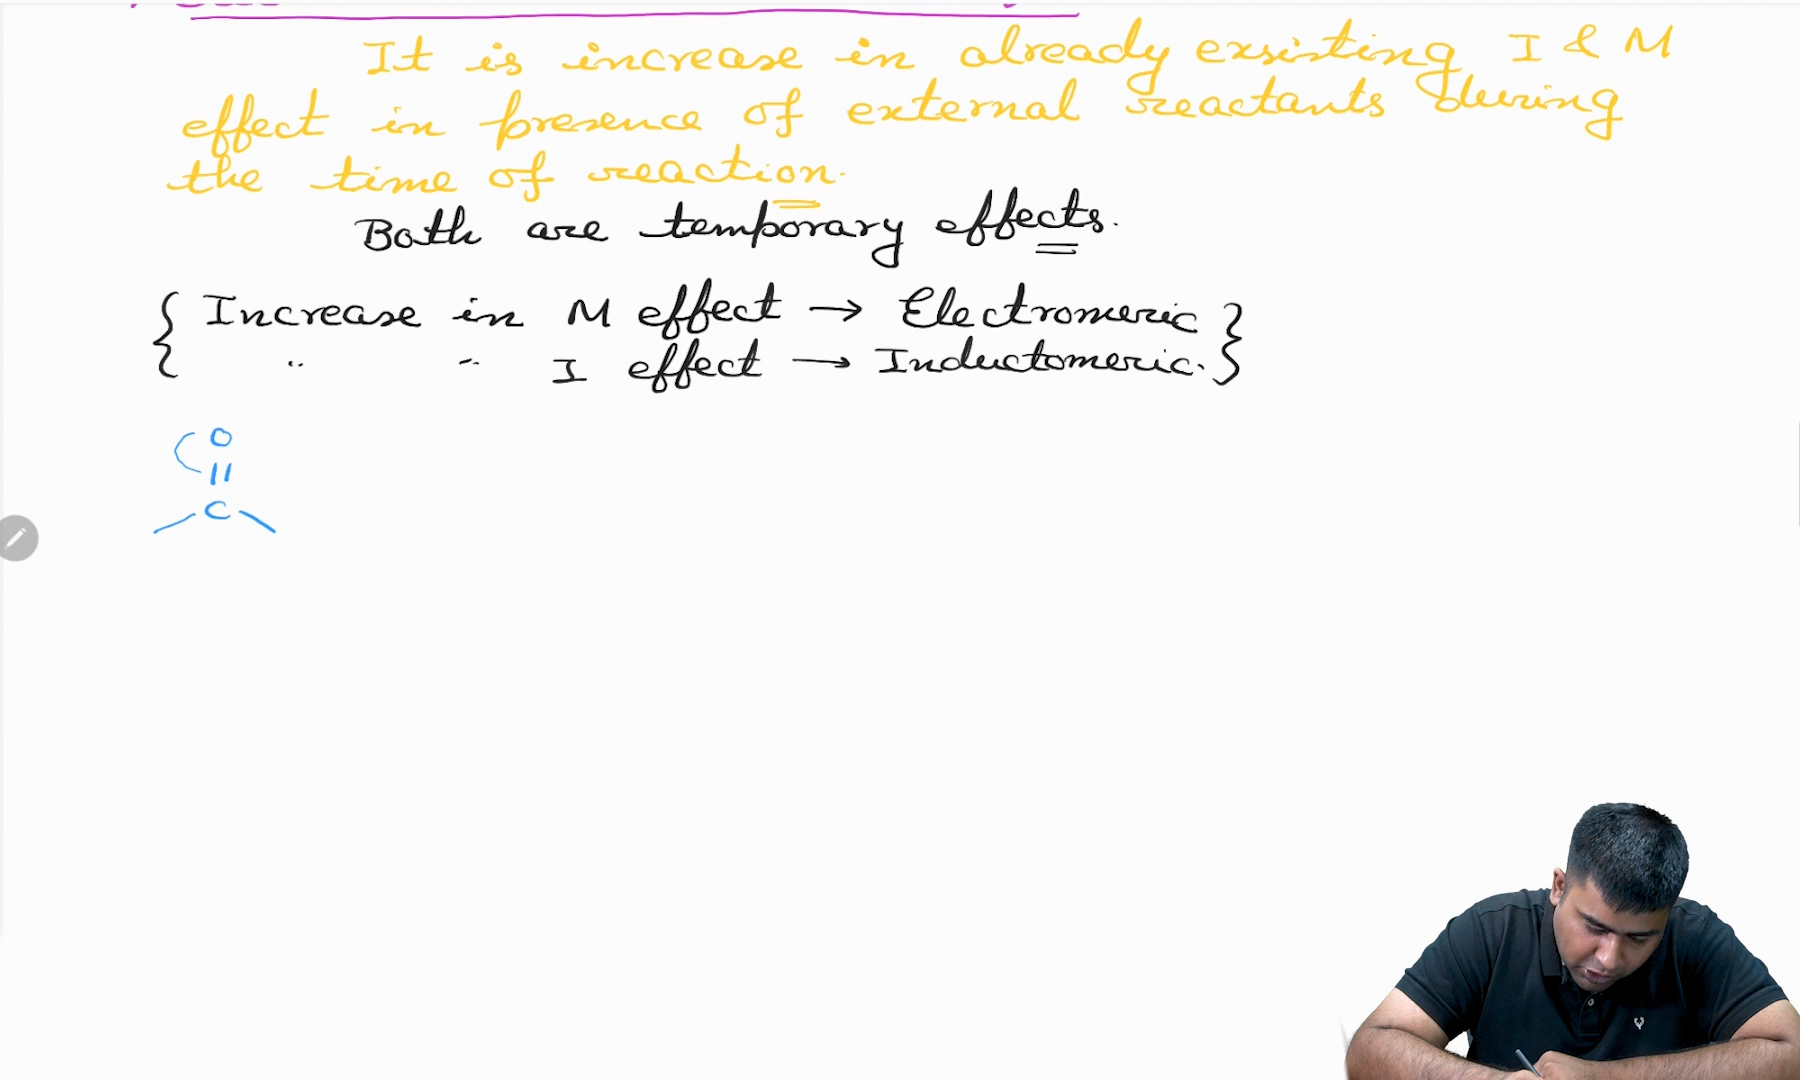 It is increase in already exsisting I & M
effect in presence of external reactants during
the time of reaction.
Both are temporary effects.
{ Increase in M effect → Electromeric }
" " I effect → Inductomeric.
O
||
C